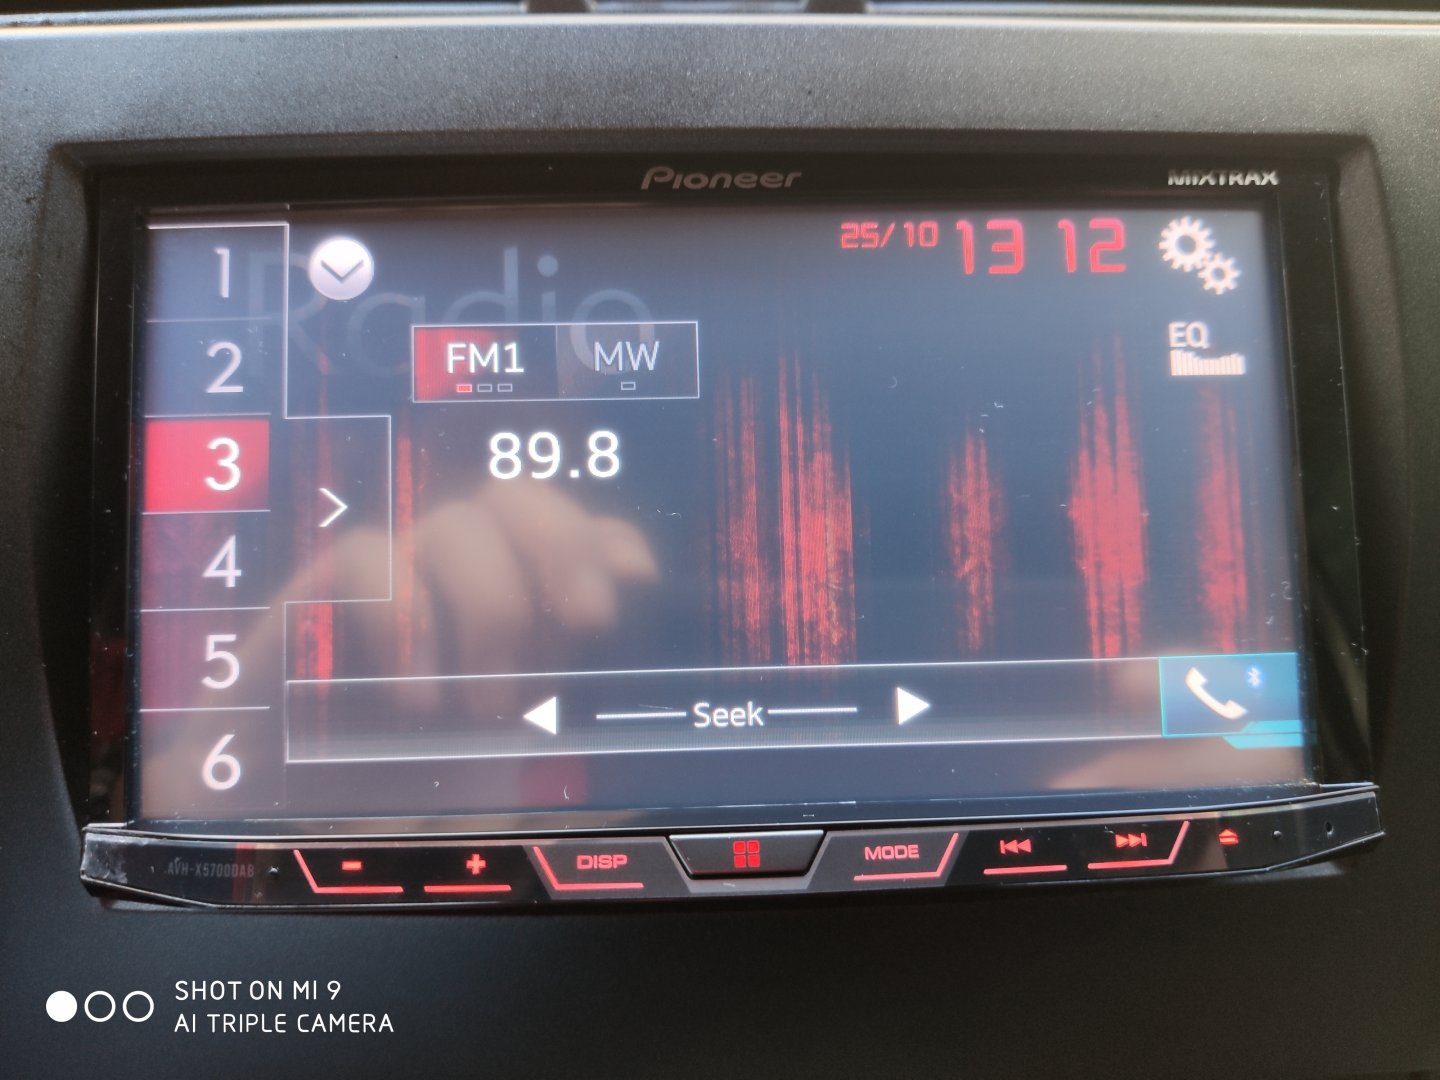 Pioneer
MIXTRAX
Radio
25/10 13 12
1
2
3
4
5
6
FM1 MW
EQ
89.8
Seek
AVH-X5700DAB
- + DISP MODE
SHOT ON MI 9
AI TRIPLE CAMERA